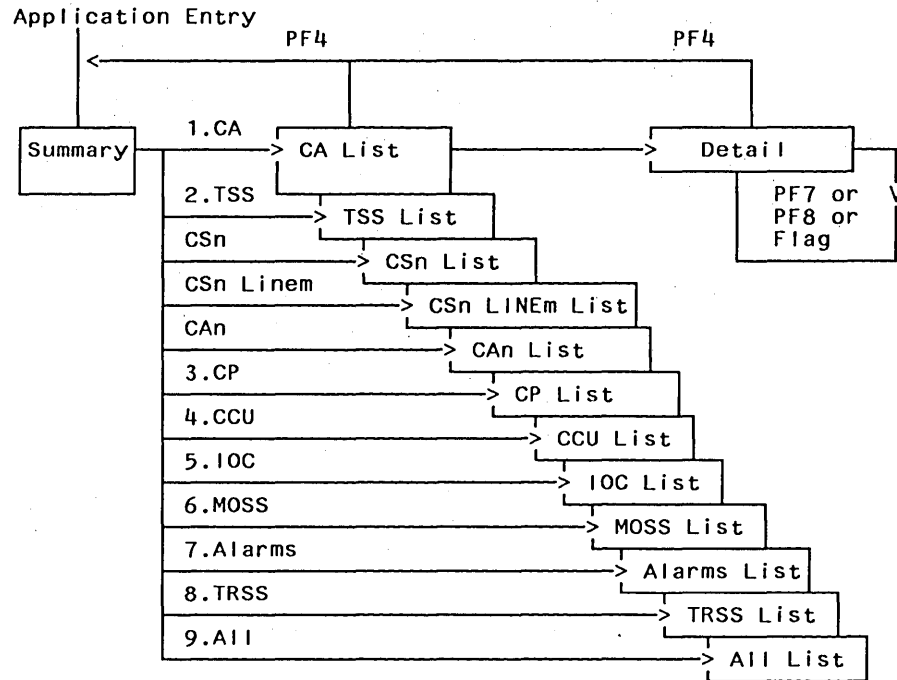 Application Entry
PF4
PF4
1.CA
Summary
CA List
Detail
PF7 or
PF8 or
Flag
2.TSS
TSS List
CSn
CSn List
CSn Linem
CSn LINEm List
CAn
CAn List
3.CP
CP List
4.CCU
CCU List
5.IOC
IOC List
6.MOSS
MOSS List
7.Alarms
Alarms List
8.TRSS
TRSS List
9.All
All List